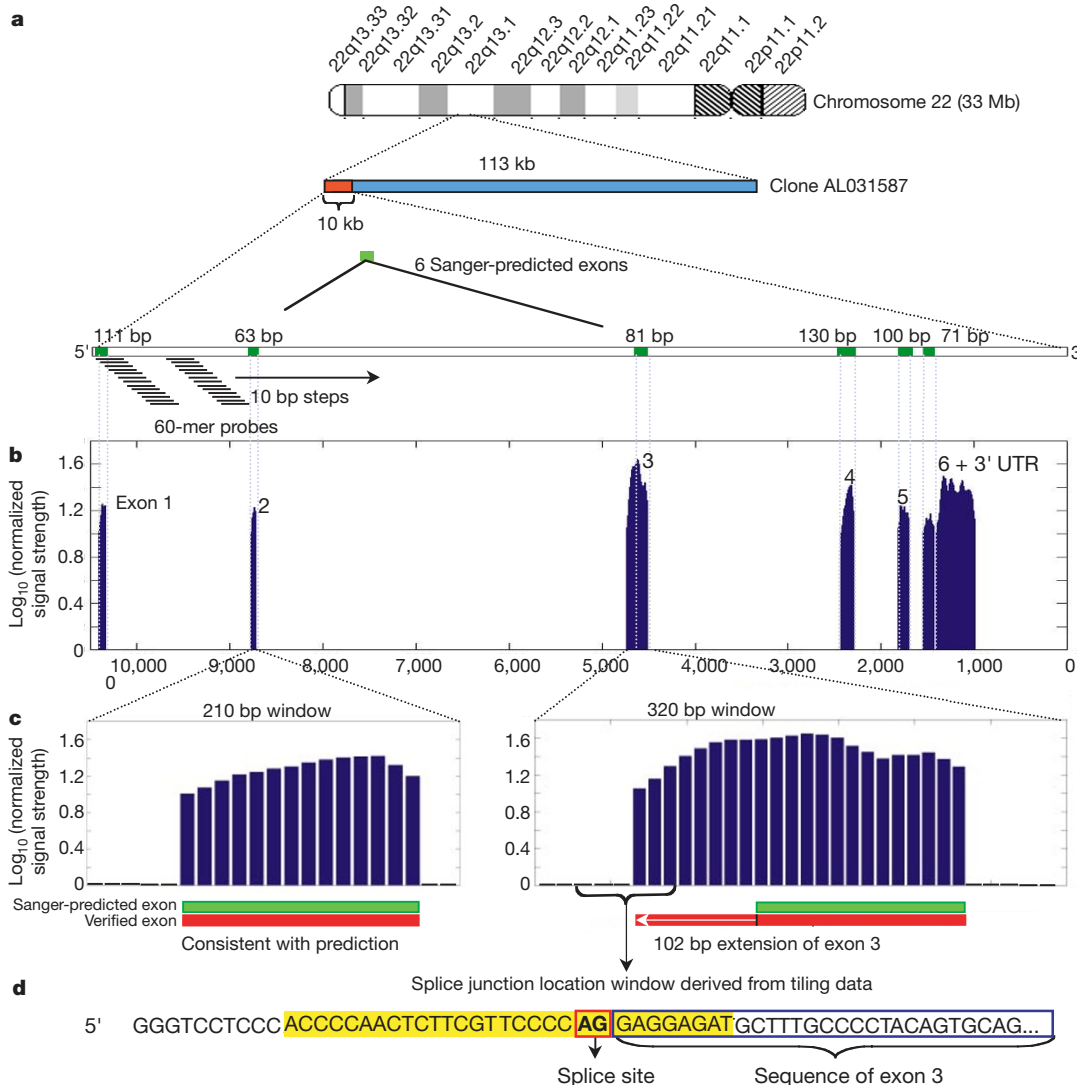 a
22q13.33 22q13.32 22q13.31 22q13.2 22q13.1 22q12.3 22q12.2 22q12.1 22q11.23 22q11.22 22q11.21 22q11.1 22p11.1 22p11.2
Chromosome 22 (33 Mb)
113 kb
Clone AL031587
10 kb
6 Sanger-predicted exons
111 bp 63 bp 81 bp 130 bp 100 bp 71 bp
5' 3
10 bp steps
60-mer probes
b
Log10 (normalized signal strength)
1.6
1.2
0.8
0.4
0
Exon 1 2 3 4 5 6 + 3' UTR
10,000 9,000 8,000 7,000 6,000 5,000 4,000 3,000 2,000 1,000 0
0
c
210 bp window
320 bp window
Log10 (normalized signal strength)
1.6
1.2
0.8
0.4
0
1.6
1.2
0.8
0.4
0
Sanger-predicted exon
Verified exon
Consistent with prediction
102 bp extension of exon 3
Splice junction location window derived from tiling data
d
5' GGGTCCTCCCACCCCAACTCTTCGTTCCCCAGGAGGAGATGCTTTGCCCCTACAGTGCAG...
Splice site
Sequence of exon 3